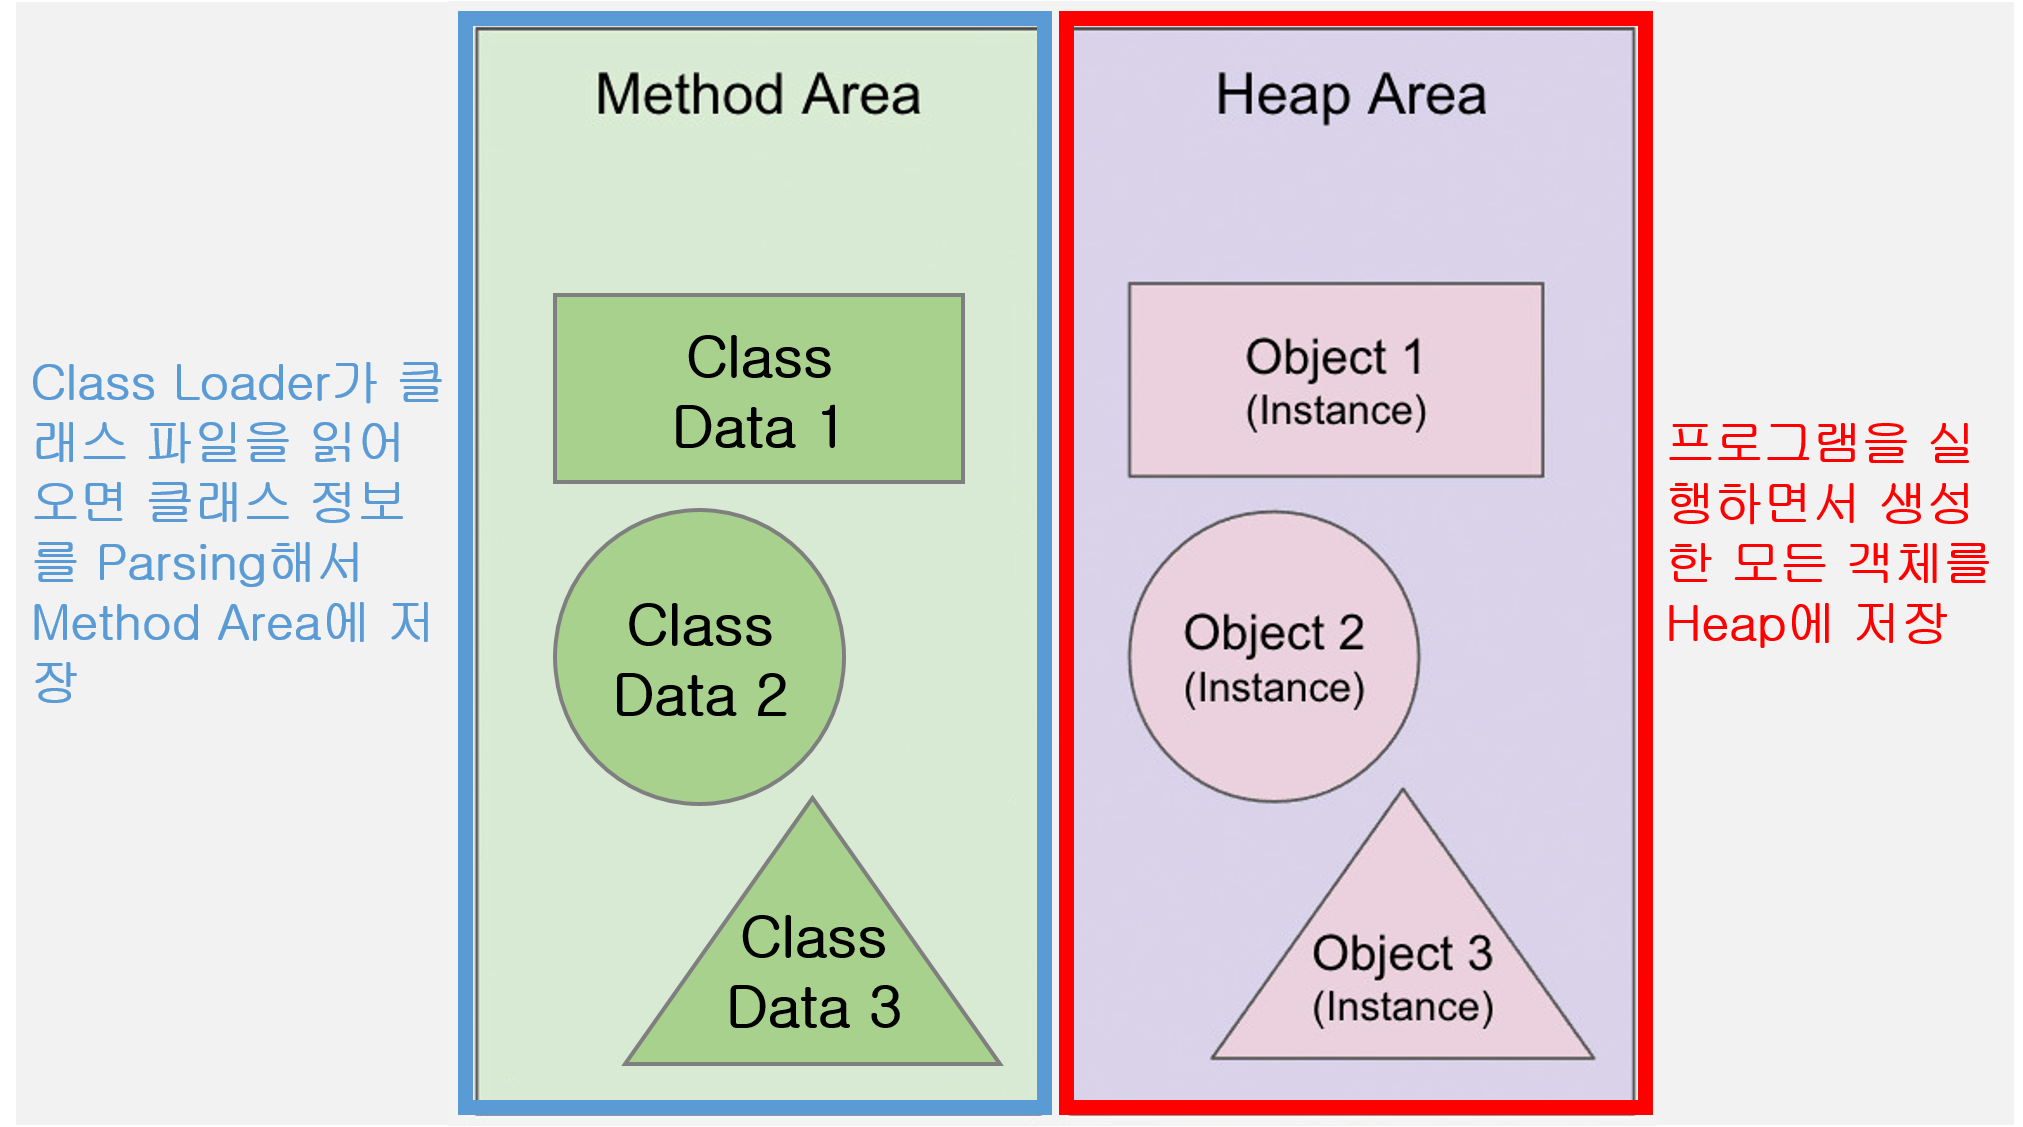 Class Loader가 클
래스 파일을 읽어
오면 클래스 정보
를 Parsing해서
Method Area에 저
장
Method Area
Class
Data 1
Class
Data 2
Class
Data 3
Heap Area
Object 1
(Instance)
Object 2
(Instance)
Object 3
(Instance)
프로그램을 실
행하면서 생성
한 모든 객체를
Heap에 저장